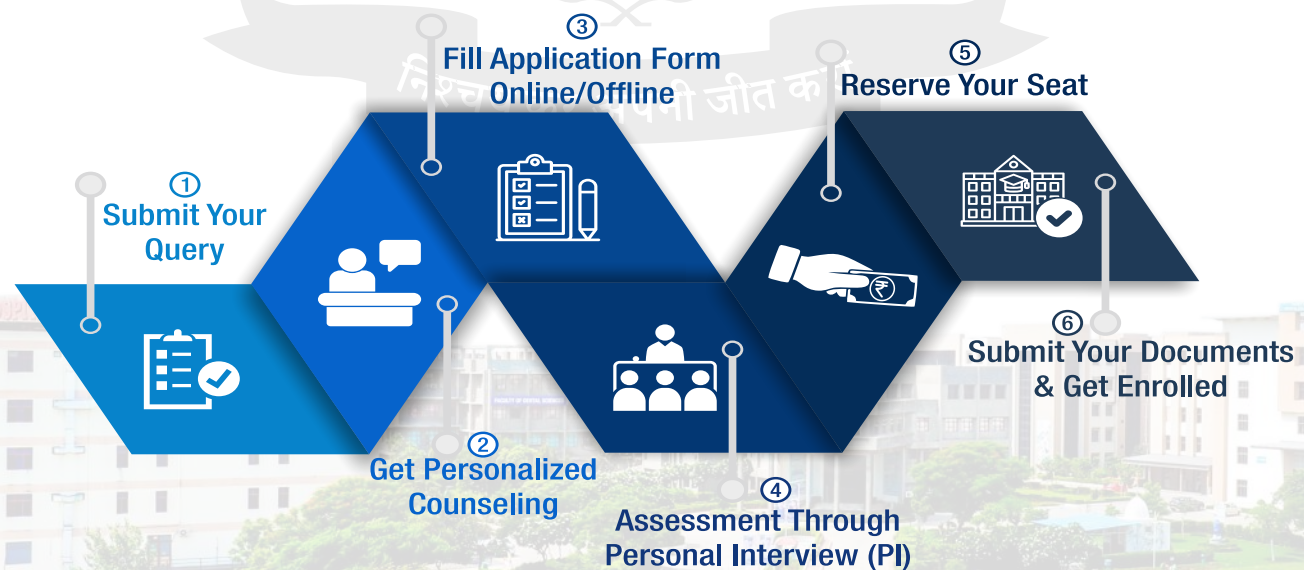 ①
Submit Your
Query
②
Get Personalized
Counseling
③
Fill Application Form
Online/Offline
④
Assessment Through
Personal Interview (PI)
⑤
Reserve Your Seat
⑥
Submit Your Documents
& Get Enrolled
₹
जीत